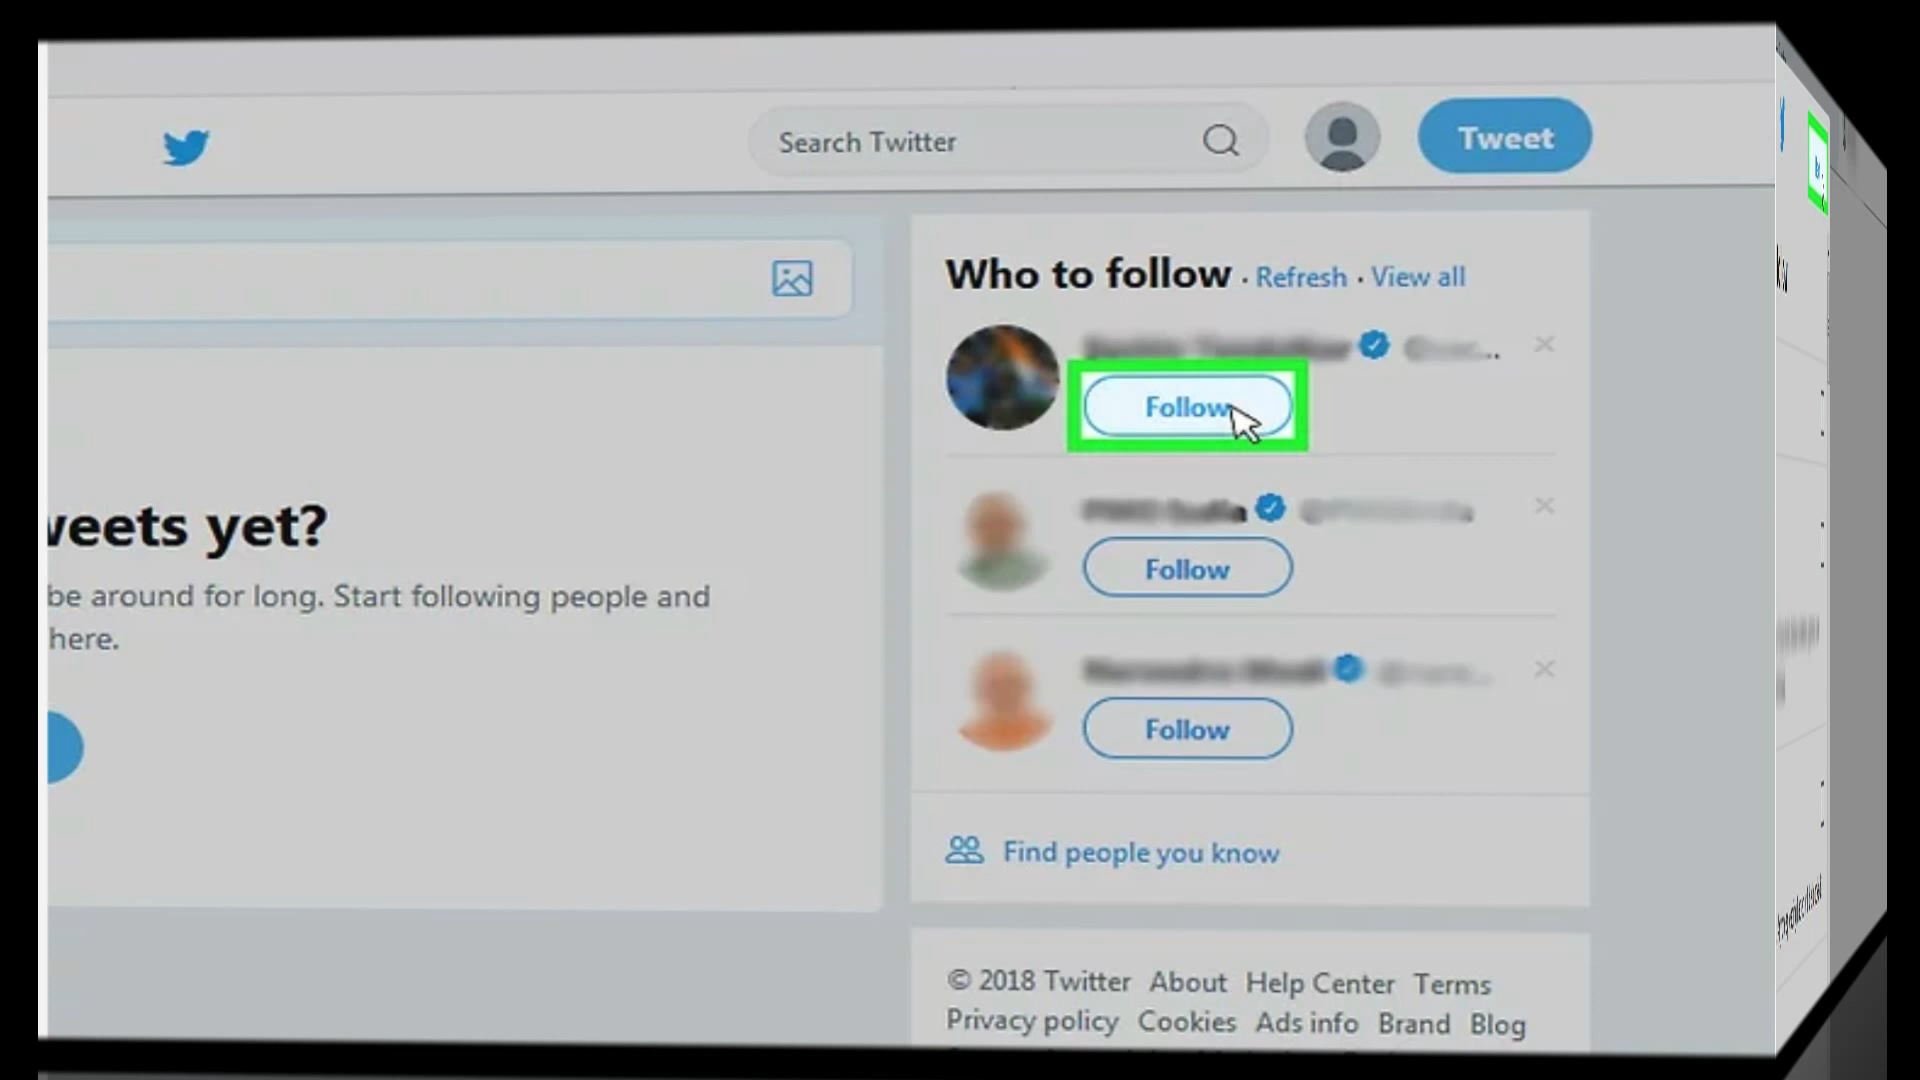 Search Twitter
Tweet
Who to follow · Refresh · View all
Follow
Follow
Follow
Find people you know
weets yet?
be around for long. Start following people and
here.
© 2018 Twitter About Help Center Terms
Privacy policy Cookies Ads info Brand Blog